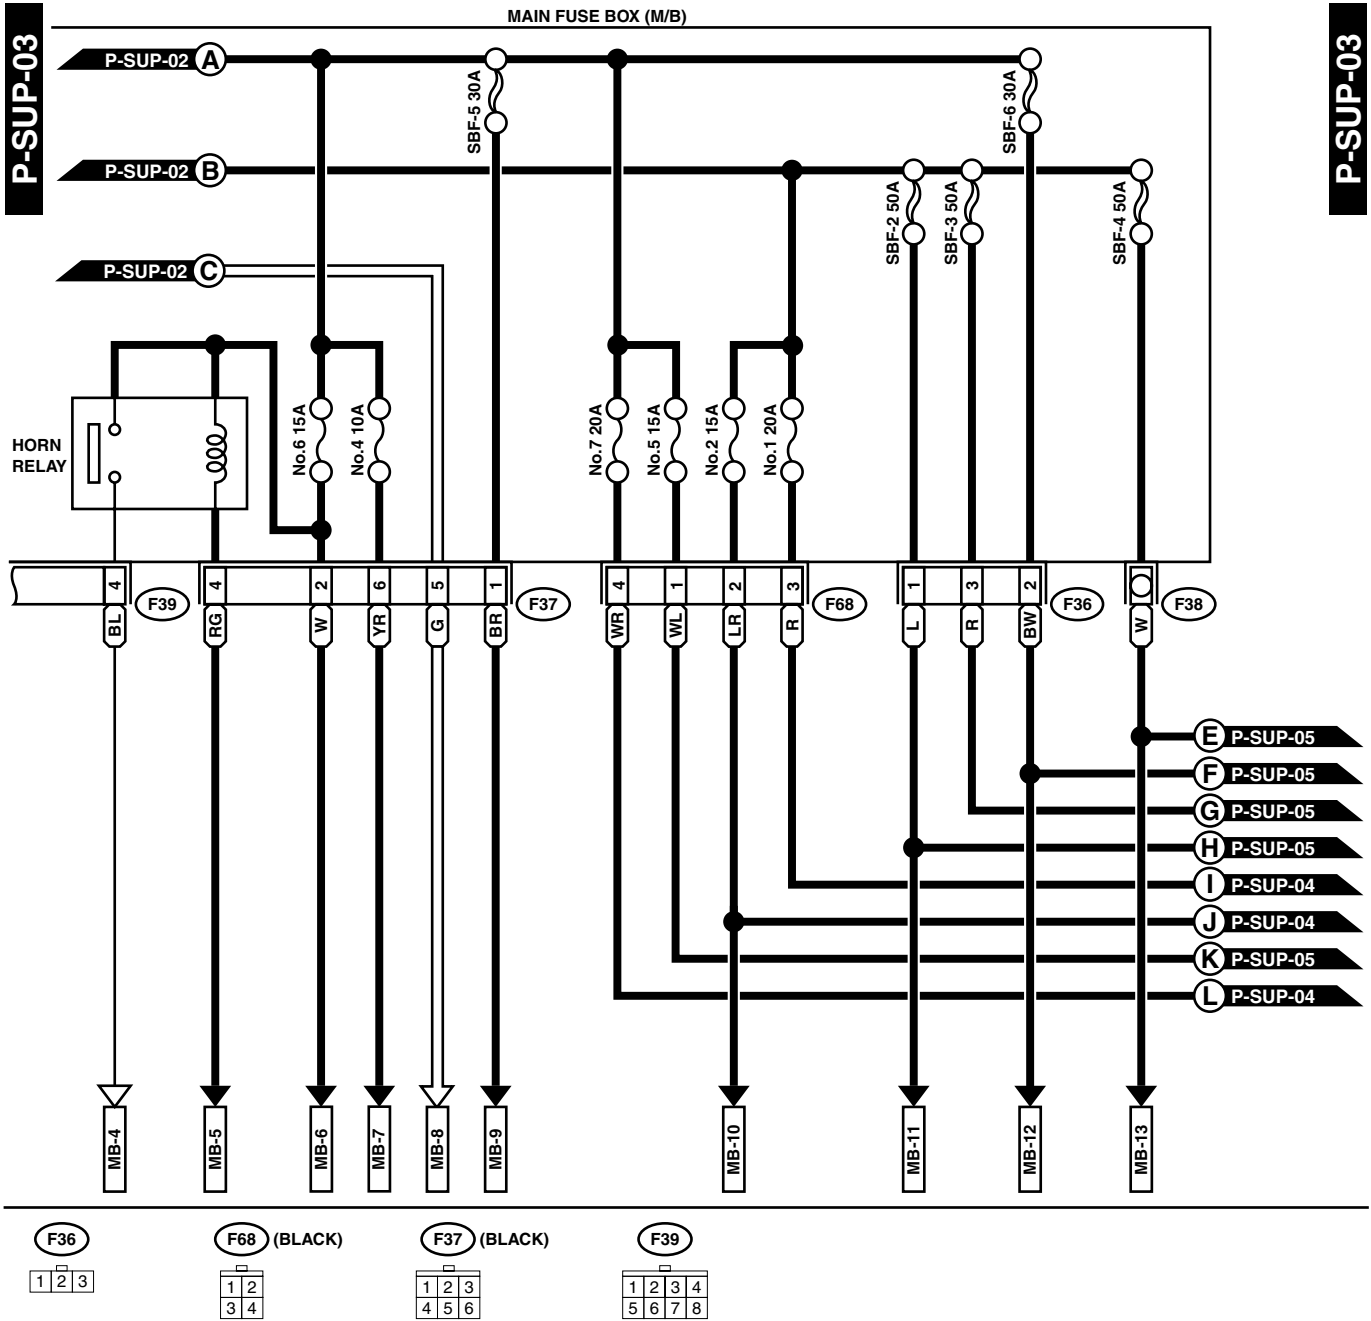 MAIN FUSE BOX (M/B)
P-SUP-03
P-SUP-03
P-SUP-02 A
SBF-5 30A
SBF-6 30A
P-SUP-02 B
SBF-2 50A
SBF-3 50A
SBF-4 50A
P-SUP-02 C
HORN
RELAY
No.6 15A
No.4 10A
No.7 20A
No.5 15A
No.2 15A
No.1 20A
4 F39 4 2 6 5 1 F37 4 1 2 3 F68 1 3 2 F36 F38
BL RG W YR G BR WR WL LR R L R BW W
E P-SUP-05
F P-SUP-05
G P-SUP-05
H P-SUP-05
I P-SUP-04
J P-SUP-04
K P-SUP-05
L P-SUP-04
MB-4 MB-5 MB-6 MB-7 MB-8 MB-9 MB-10 MB-11 MB-12 MB-13
F36 F68 (BLACK) F37 (BLACK) F39
1 2 3
1 2
3 4
1 2 3
4 5 6
1 2 3 4
5 6 7 8